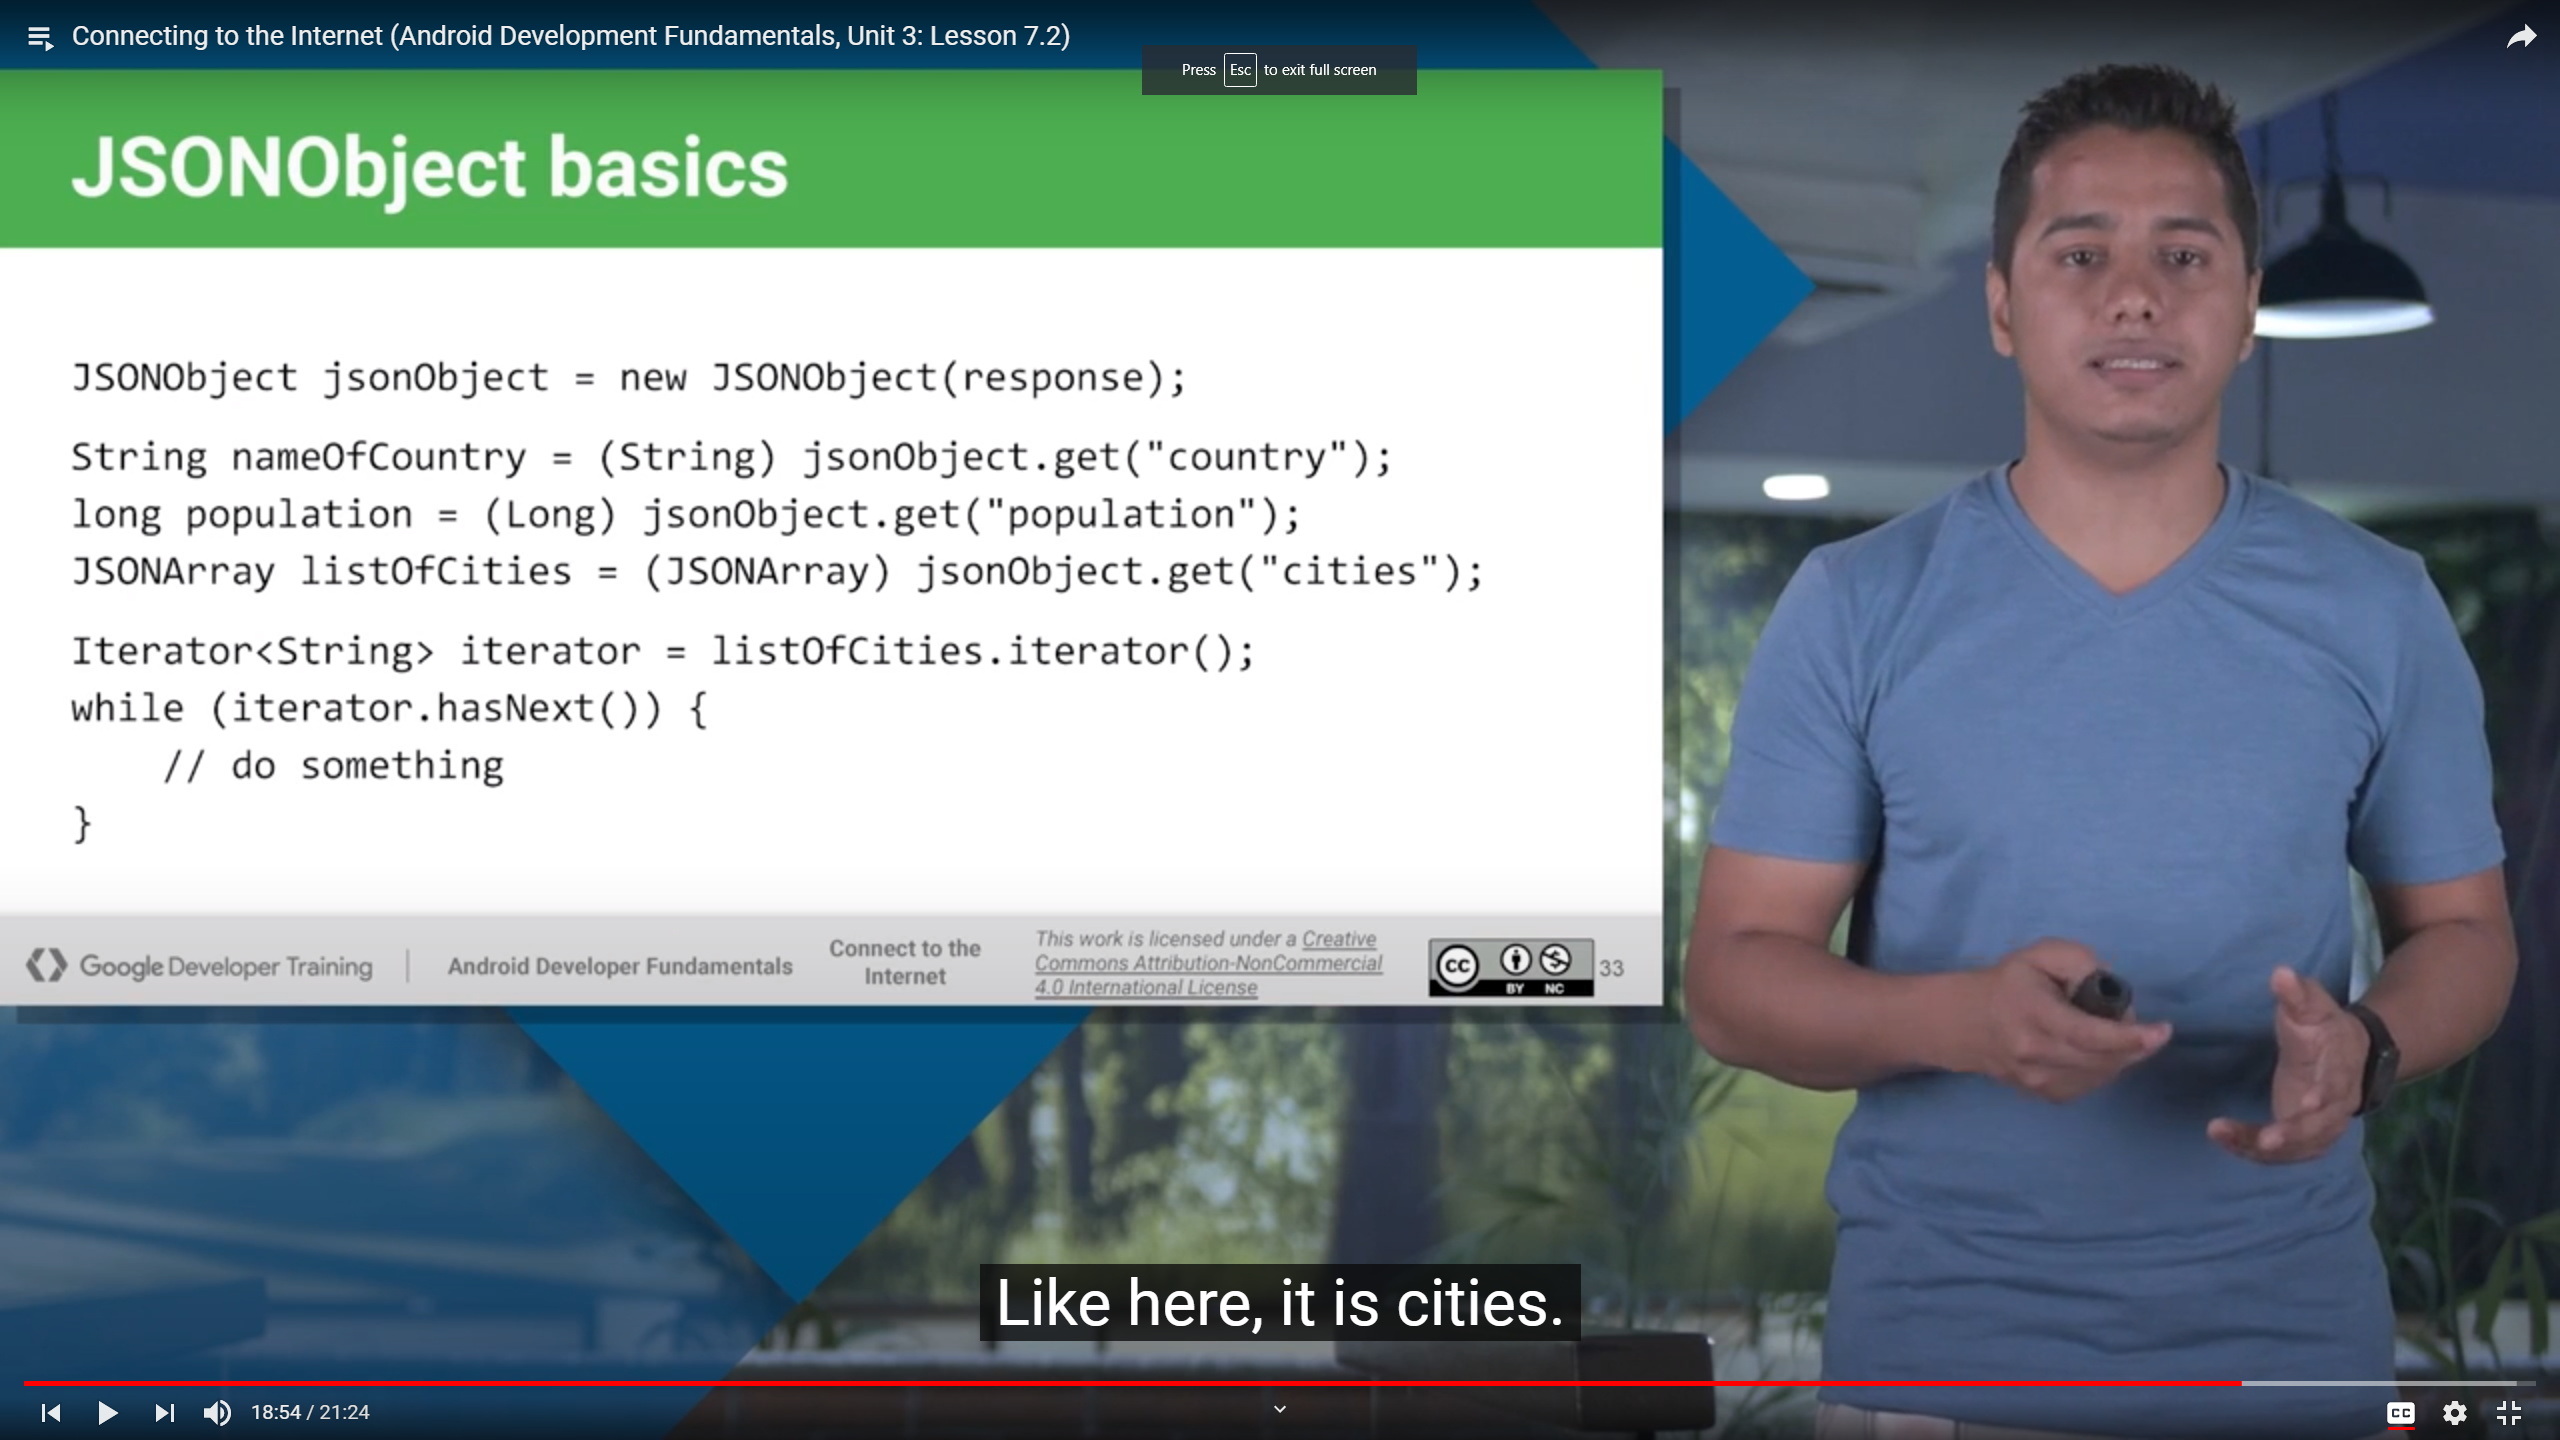 Connecting to the Internet (Android Development Fundamentals, Unit 3: Lesson 7.2)
Press Esc to exit full screen
JSONObject basics
JSONObject jsonObject = new JSONObject(response);
String nameOfCountry = (String) jsonObject.get("country");
long population = (Long) jsonObject.get("population");
JSONArray listOfCities = (JSONArray) jsonObject.get("cities");
Iterator<String> iterator = listOfCities.iterator();
while (iterator.hasNext()) {
// do something
}
Google Developer Training
Android Developer Fundamentals
Connect to the
Internet
This work is licensed under a Creative
Commons Attribution-NonCommercial
4.0 International License
cc
BY NC
33
Like here, it is cities.
18:54 / 21:24
CC